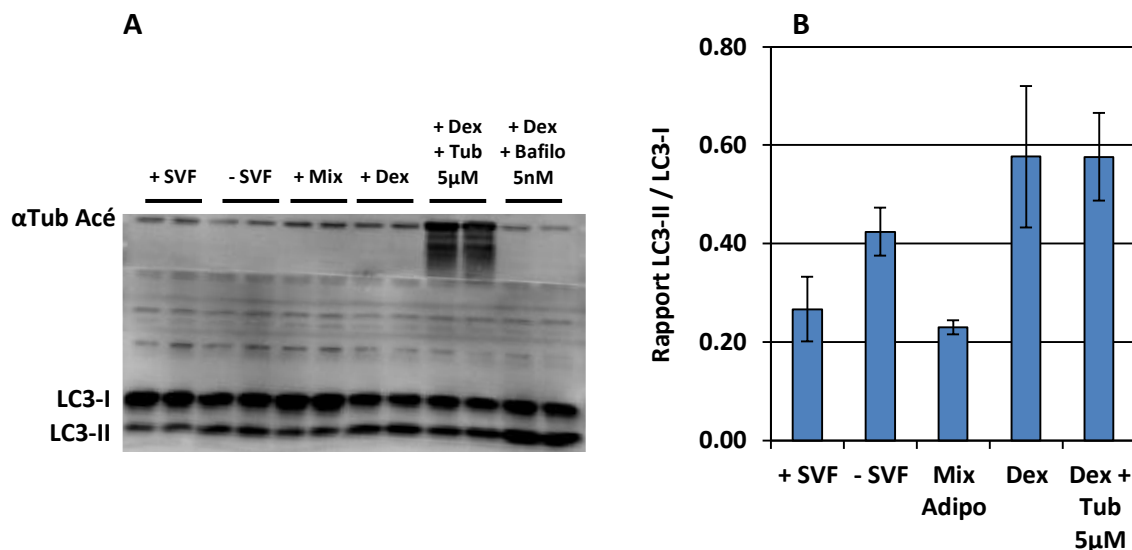 A
+ SVF
- SVF
+ Mix
+ Dex
+ Dex
+ Tub
5µM
+ Dex
+ Bafilo
5nM
αTub Acé
LC3-I
LC3-II
B
Rapport LC3-II / LC3-I
0.80
0.60
0.40
0.20
0.00
+ SVF
- SVF
Mix
Adipo
Dex
Dex +
Tub
5µM